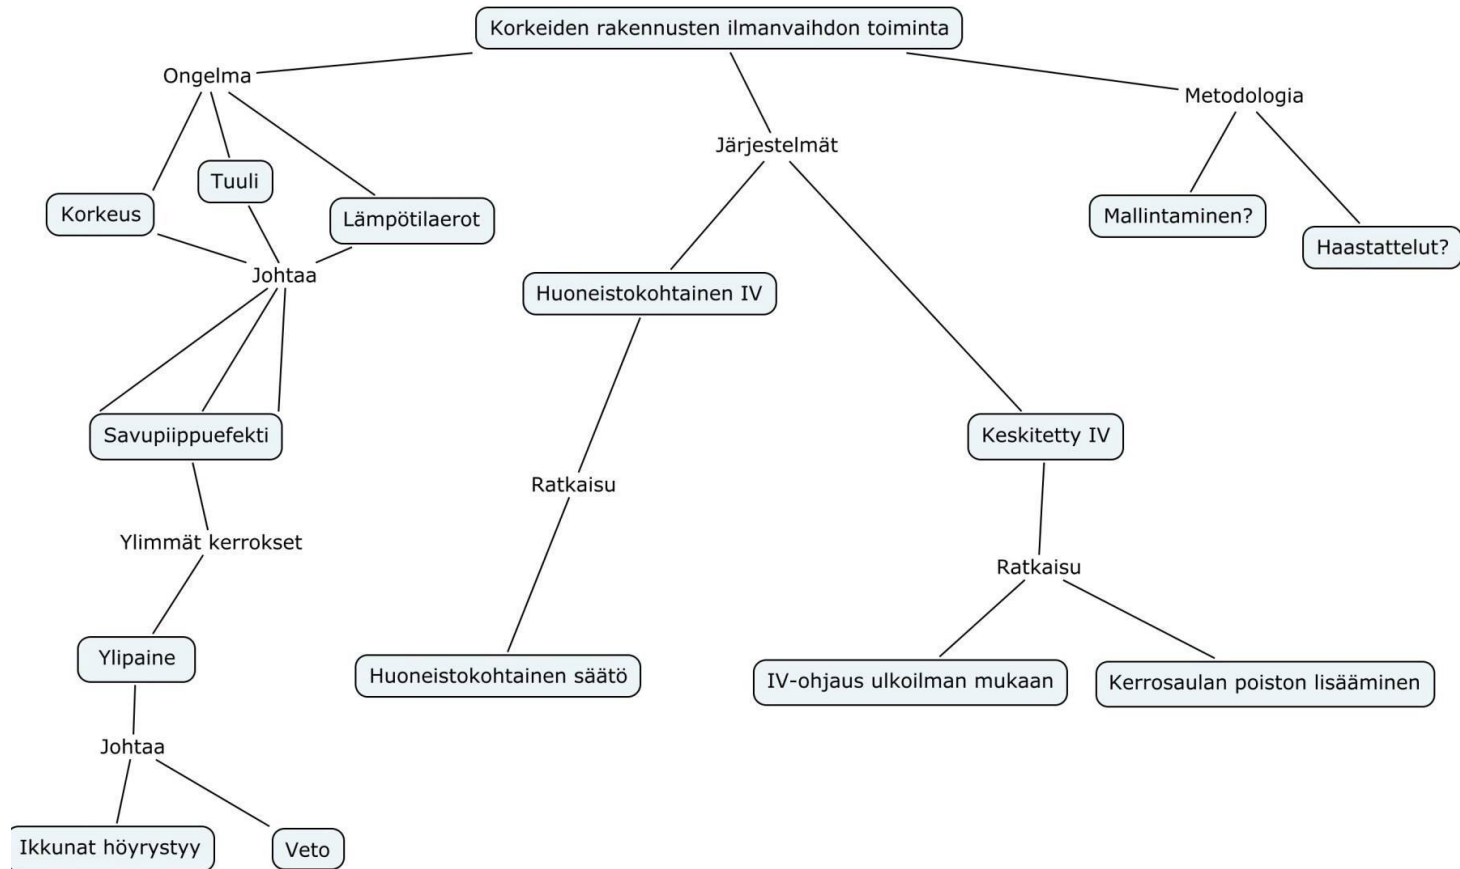 Korkeiden rakennusten ilmanvaihdon toiminta
Ongelma
Metodologia
Järjestelmät
Tuuli
Korkeus
Lämpötilaerot
Mallintaminen?
Haastattelut?
Johtaa
Huoneistokohtainen IV
Savupiippuefekti
Keskitetty IV
Ratkaisu
Ylimmät kerrokset
Ratkaisu
Ylipaine
Huoneistokohtainen säätö
IV-ohjaus ulkoilman mukaan
Kerrosaulan poiston lisääminen
Johtaa
Ikkunat höyrystyy
Veto